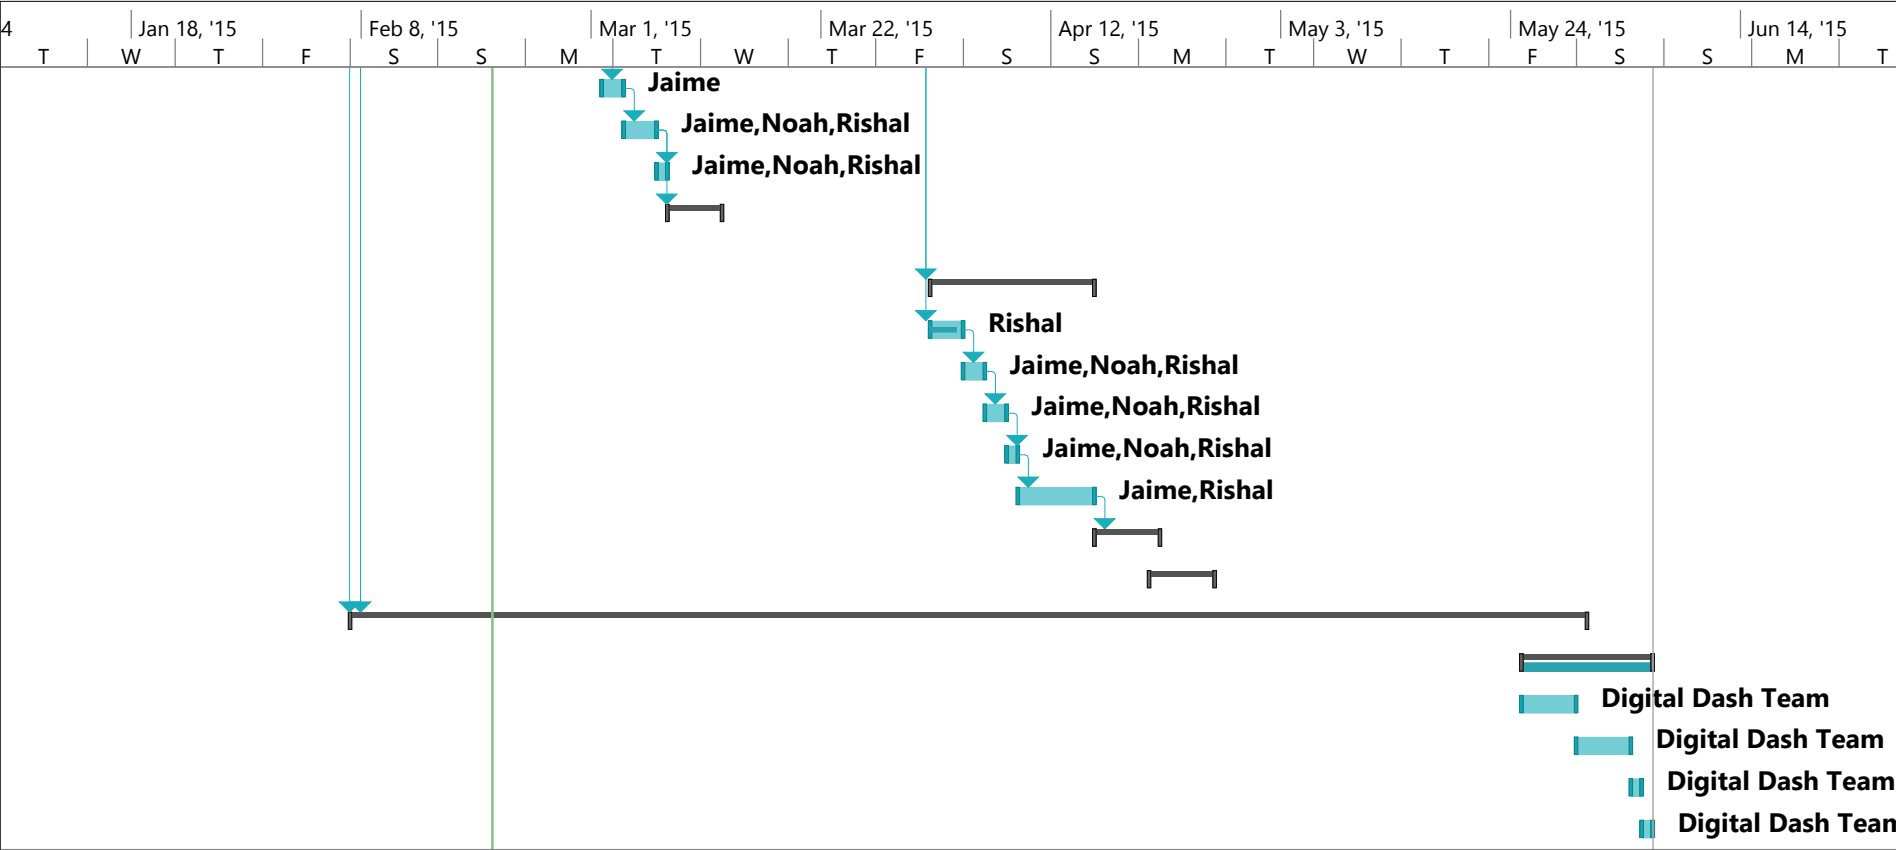 4 Jan 18, '15 Feb 8, '15 Mar 1, '15 Mar 22, '15 Apr 12, '15 May 3, '15 May 24, '15 Jun 14, '15
T W T F S S M T W T F S S M T W T F S S M T
Jaime
Jaime,Noah,Rishal
Jaime,Noah,Rishal
Rishal
Jaime,Noah,Rishal
Jaime,Noah,Rishal
Jaime,Noah,Rishal
Jaime,Rishal
Digital Dash Team
Digital Dash Team
Digital Dash Team
Digital Dash Team